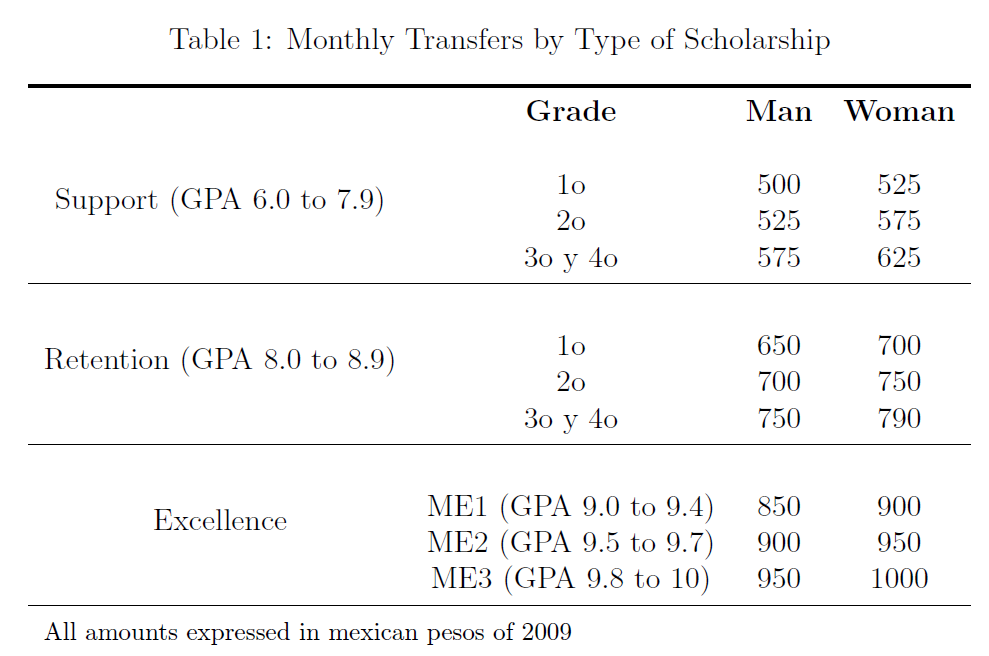 Table 1: Monthly Transfers by Type of Scholarship
Grade Man Woman
Support (GPA 6.0 to 7.9) 1o 500 525
2o 525 575
3o y 4o 575 625
Retention (GPA 8.0 to 8.9) 1o 650 700
2o 700 750
3o y 4o 750 790
Excellence ME1 (GPA 9.0 to 9.4) 850 900
ME2 (GPA 9.5 to 9.7) 900 950
ME3 (GPA 9.8 to 10) 950 1000
All amounts expressed in mexican pesos of 2009